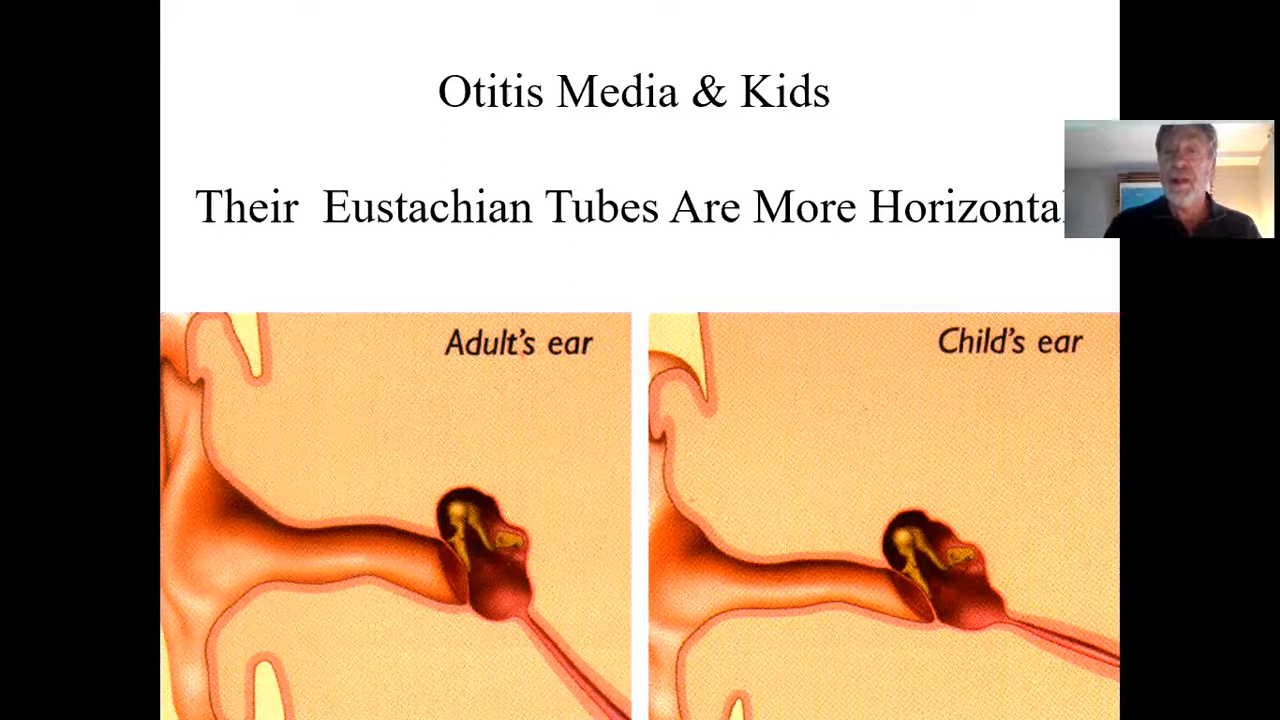 Otitis Media & Kids
Their Eustachian Tubes Are More Horizontal
Adult's ear
Child's ear